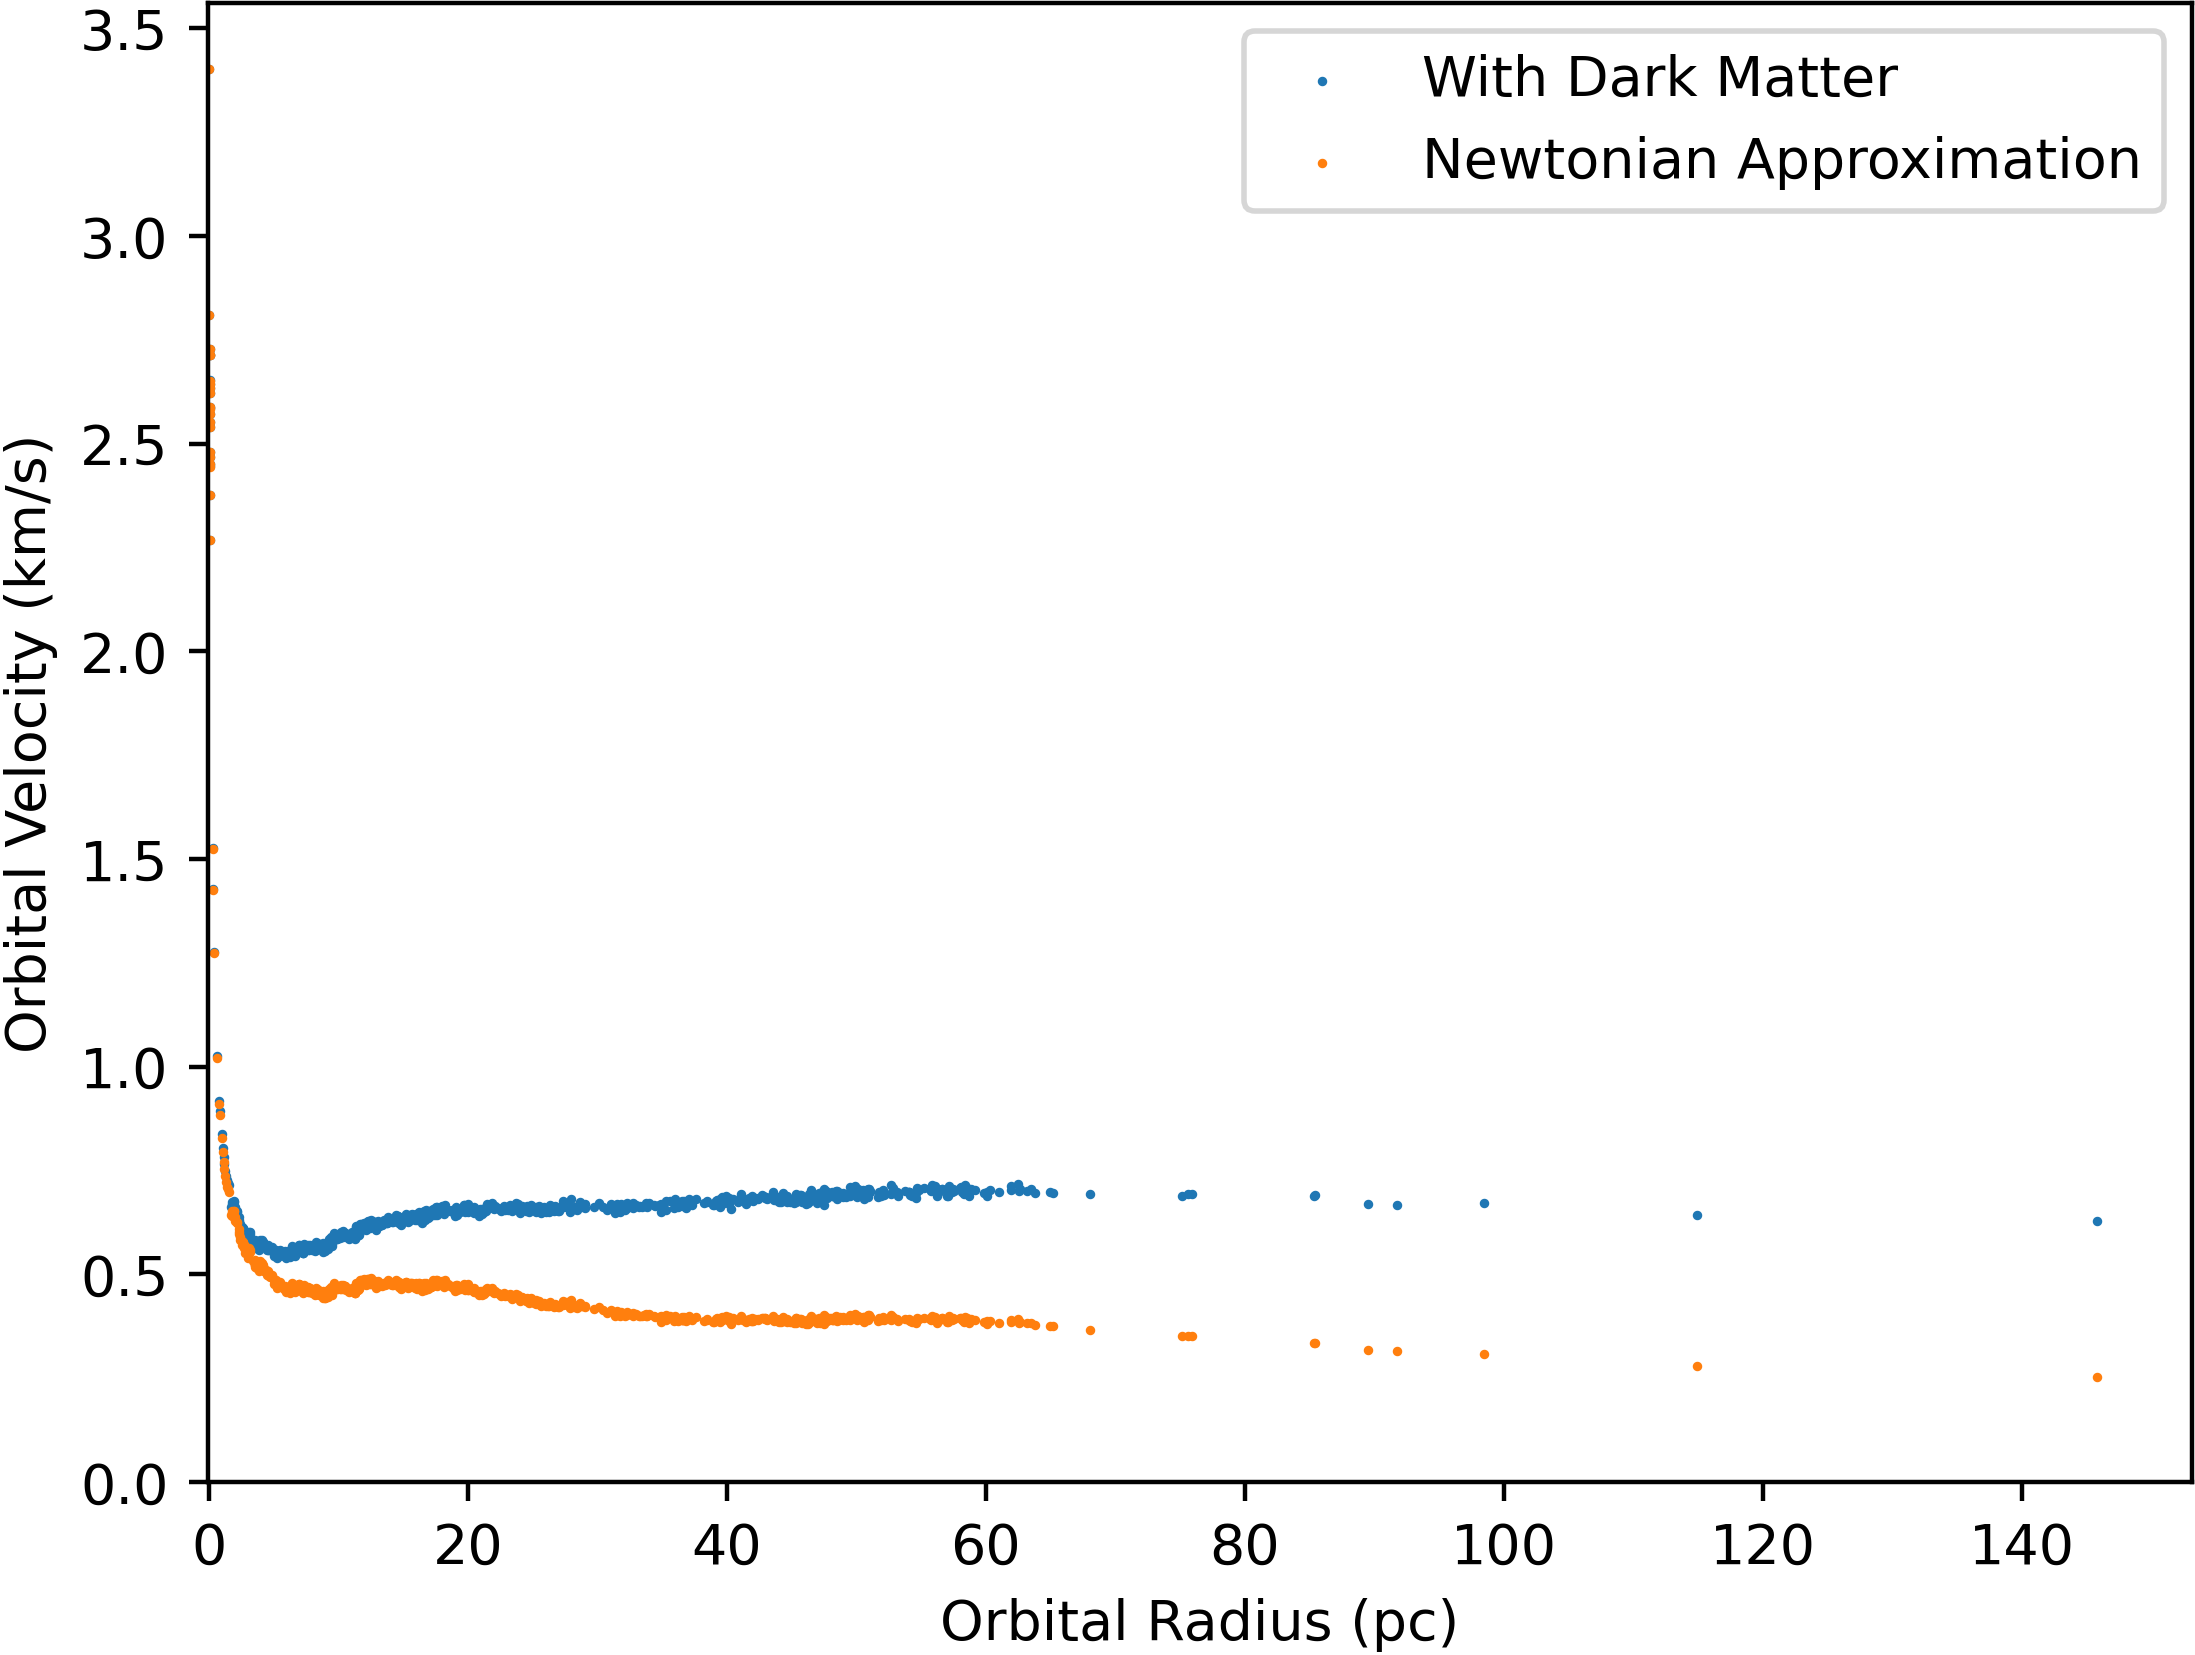 3.5
3.0
2.5
2.0
1.5
1.0
0.5
0.0
Orbital Velocity (km/s)
With Dark Matter
Newtonian Approximation
0 20 40 60 80 100 120 140
Orbital Radius (pc)